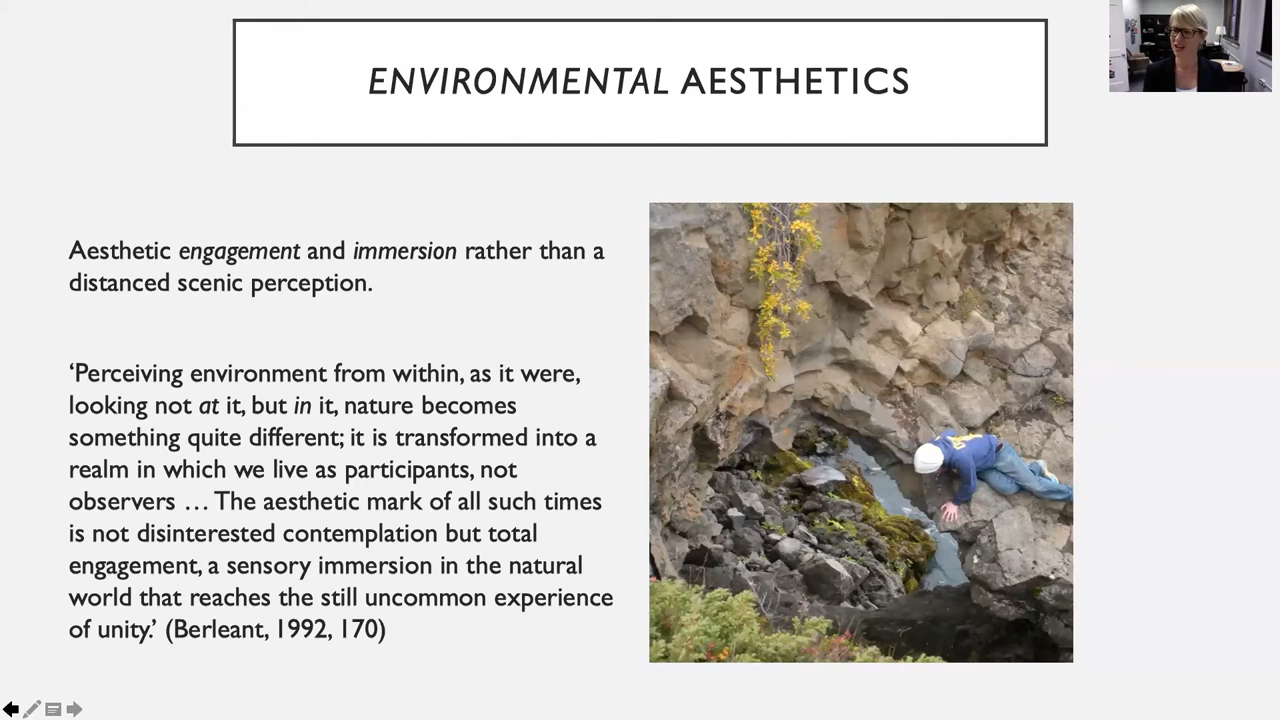 ENVIRONMENTAL AESTHETICS
Aesthetic engagement and immersion rather than a
distanced scenic perception.
‘Perceiving environment from within, as it were,
looking not at it, but in it, nature becomes
something quite different; it is transformed into a
realm in which we live as participants, not
observers … The aesthetic mark of all such times
is not disinterested contemplation but total
engagement, a sensory immersion in the natural
world that reaches the still uncommon experience
of unity.’ (Berleant, 1992, 170)